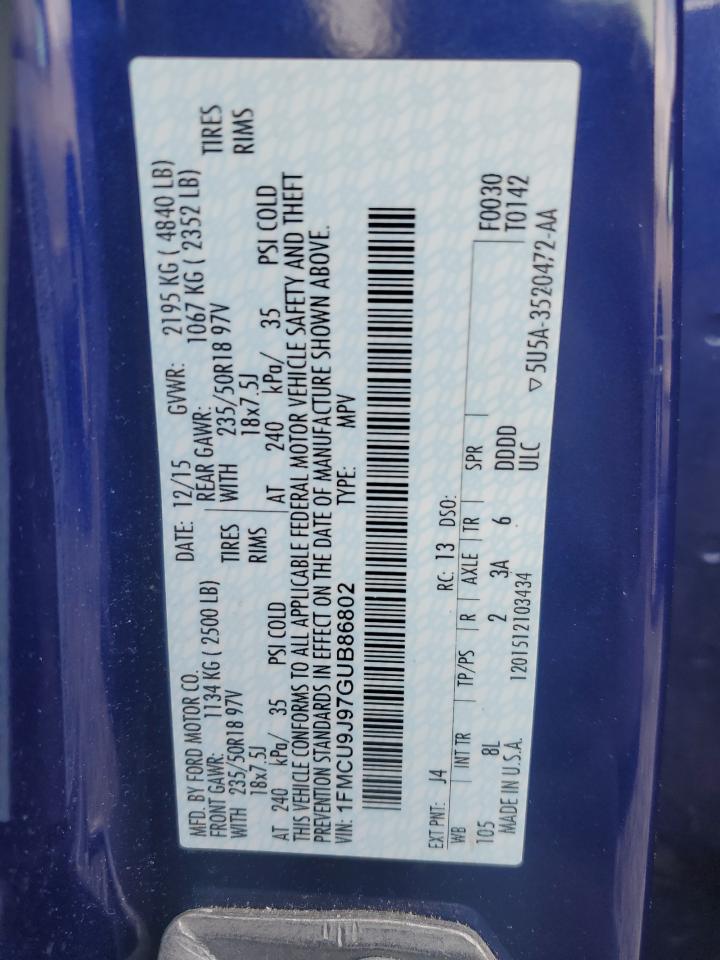 MFD. BY FORD MOTOR CO. DATE: 12/15 GVWR: 2195 KG ( 4840 LB)
FRONT GAWR: 1134 KG ( 2500 LB) REAR GAWR: 1067 KG ( 2352 LB)
WITH 235/50R18 97V TIRES WITH 235/50R18 97V TIRES
18x7.5J RIMS 18x7.5J RIMS
AT 240 kPa/ 35 PSI COLD AT 240 kPa/ 35 PSI COLD
THIS VEHICLE CONFORMS TO ALL APPLICABLE FEDERAL MOTOR VEHICLE SAFETY AND THEFT
PREVENTION STANDARDS IN EFFECT ON THE DATE OF MANUFACTURE SHOWN ABOVE.
VIN: 1FMCU9J97GUB86802 TYPE: MPV
EXT PNT: J4 RC: 13 DSO: F0030
WB INT TR TP/PS R AXLE TR SPR T0142
105 8L 2 3A 6 DDDD
MADE IN U.S.A. 1201512103434 ULC
▽5U5A-3520472-AA